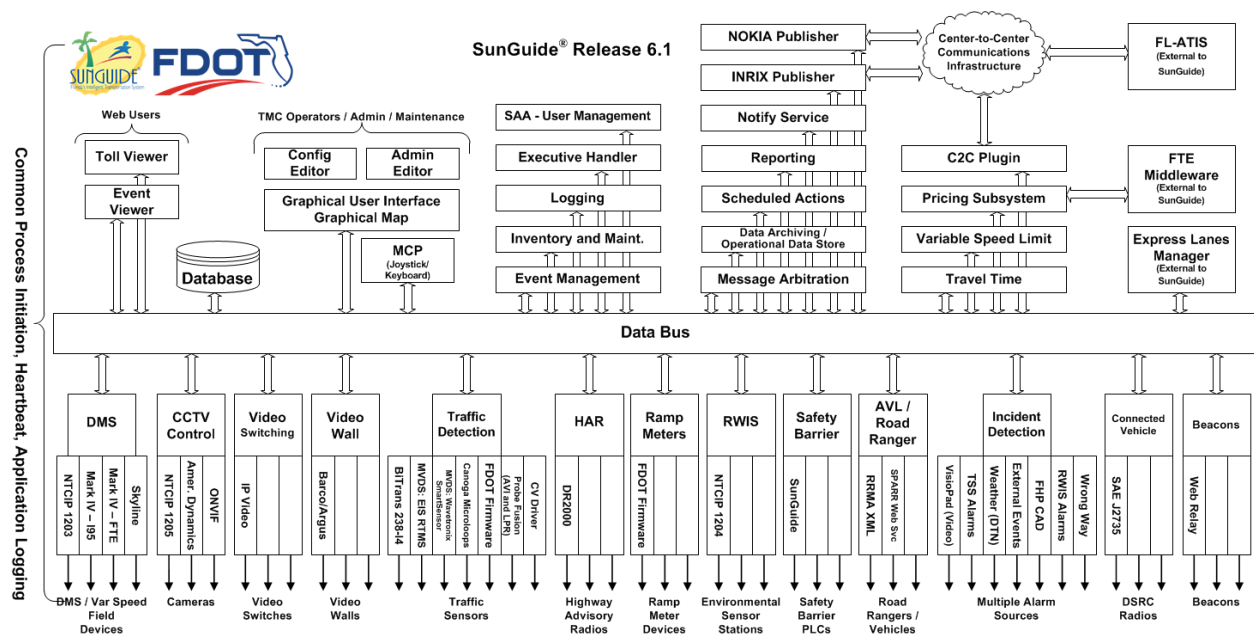 SUNGUIDE
Florida's Intelligent Transportation System
FDOT
SunGuide® Release 6.1
NOKIA Publisher
INRIX Publisher
Center-to-Center
Communications
Infrastructure
FL-ATIS
(External to
SunGuide)
Web Users
TMC Operators / Admin / Maintenance
SAA - User Management
Notify Service
Toll Viewer
Config
Editor
Admin
Editor
Executive Handler
Reporting
C2C Plugin
FTE
Middleware
(External to
SunGuide)
Event
Viewer
Graphical User Interface
Graphical Map
Logging
Scheduled Actions
Pricing Subsystem
Database
MCP
(Joystick/
Keyboard)
Inventory and Maint.
Data Archiving /
Operational Data Store
Variable Speed Limit
Express Lanes
Manager
(External to
SunGuide)
Event Management
Message Arbitration
Travel Time
Common Process Initiation, Heartbeat, Application Logging
Data Bus
DMS
CCTV
Control
Video
Switching
Video
Wall
Traffic
Detection
HAR
Ramp
Meters
RWIS
Safety
Barrier
AVL /
Road
Ranger
Incident
Detection
Connected
Vehicle
Beacons
NTCIP 1203
Mark IV – I95
Mark IV – FTE
Skyline
NTCIP 1205
Amer. Dynamics
ONVIF
IP Video
Barco/Argus
BiTrans 238-I4
MVDS: EIS RTMS
MVDS: Wavetronix
SmartSensor
Canoga Microloops
FDOT Firmware
Probe Fusion
(AVI and LPR)
CV Driver
DR2000
FDOT Firmware
NTCIP 1204
SunGuide
RRMA XML
SPARR Web Svc
VisioPad (Video)
TSS Alarms
Weather (DTN)
External Events
FHP CAD
RWIS Alarms
Wrong Way
SAE J2735
Web Relay
DMS / Var Speed
Field
Devices
Cameras
Video
Switches
Video
Walls
Traffic
Sensors
Highway
Advisory
Radios
Ramp
Meter
Devices
Environmental
Sensor
Stations
Safety
Barrier
PLCs
Road
Rangers /
Vehicles
Multiple Alarm
Sources
DSRC
Radios
Beacons